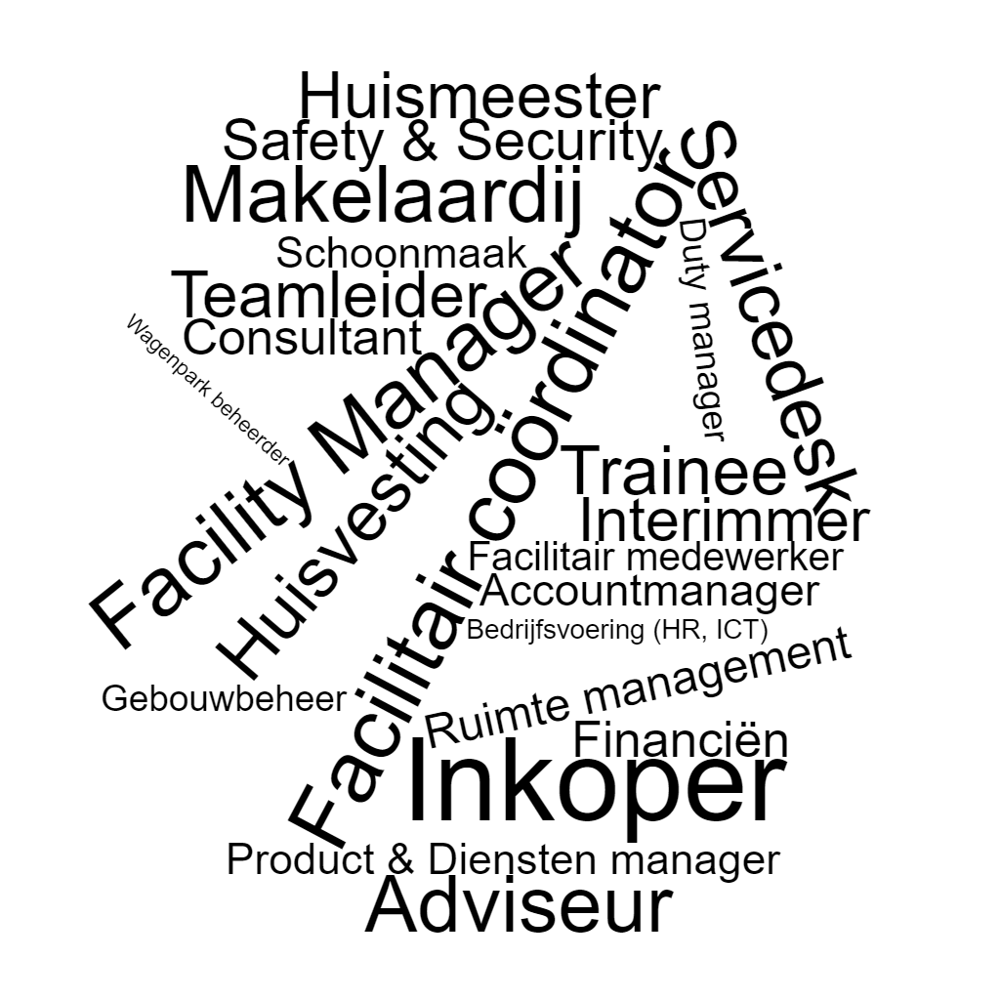 Huismeester
Safety & Security
Servicedesk
Makelaardij
Duty manager
Schoonmaak
Teamleider
Consultant
Wagenpark beheerder
Facility Manager
Huisvesting
Facilitair coördinator
Trainee
Interimmer
Facilitair medewerker
Accountmanager
Bedrijfsvoering (HR, ICT)
Ruimte management
Gebouwbeheer
Financiën
Inkoper
Product & Diensten manager
Adviseur